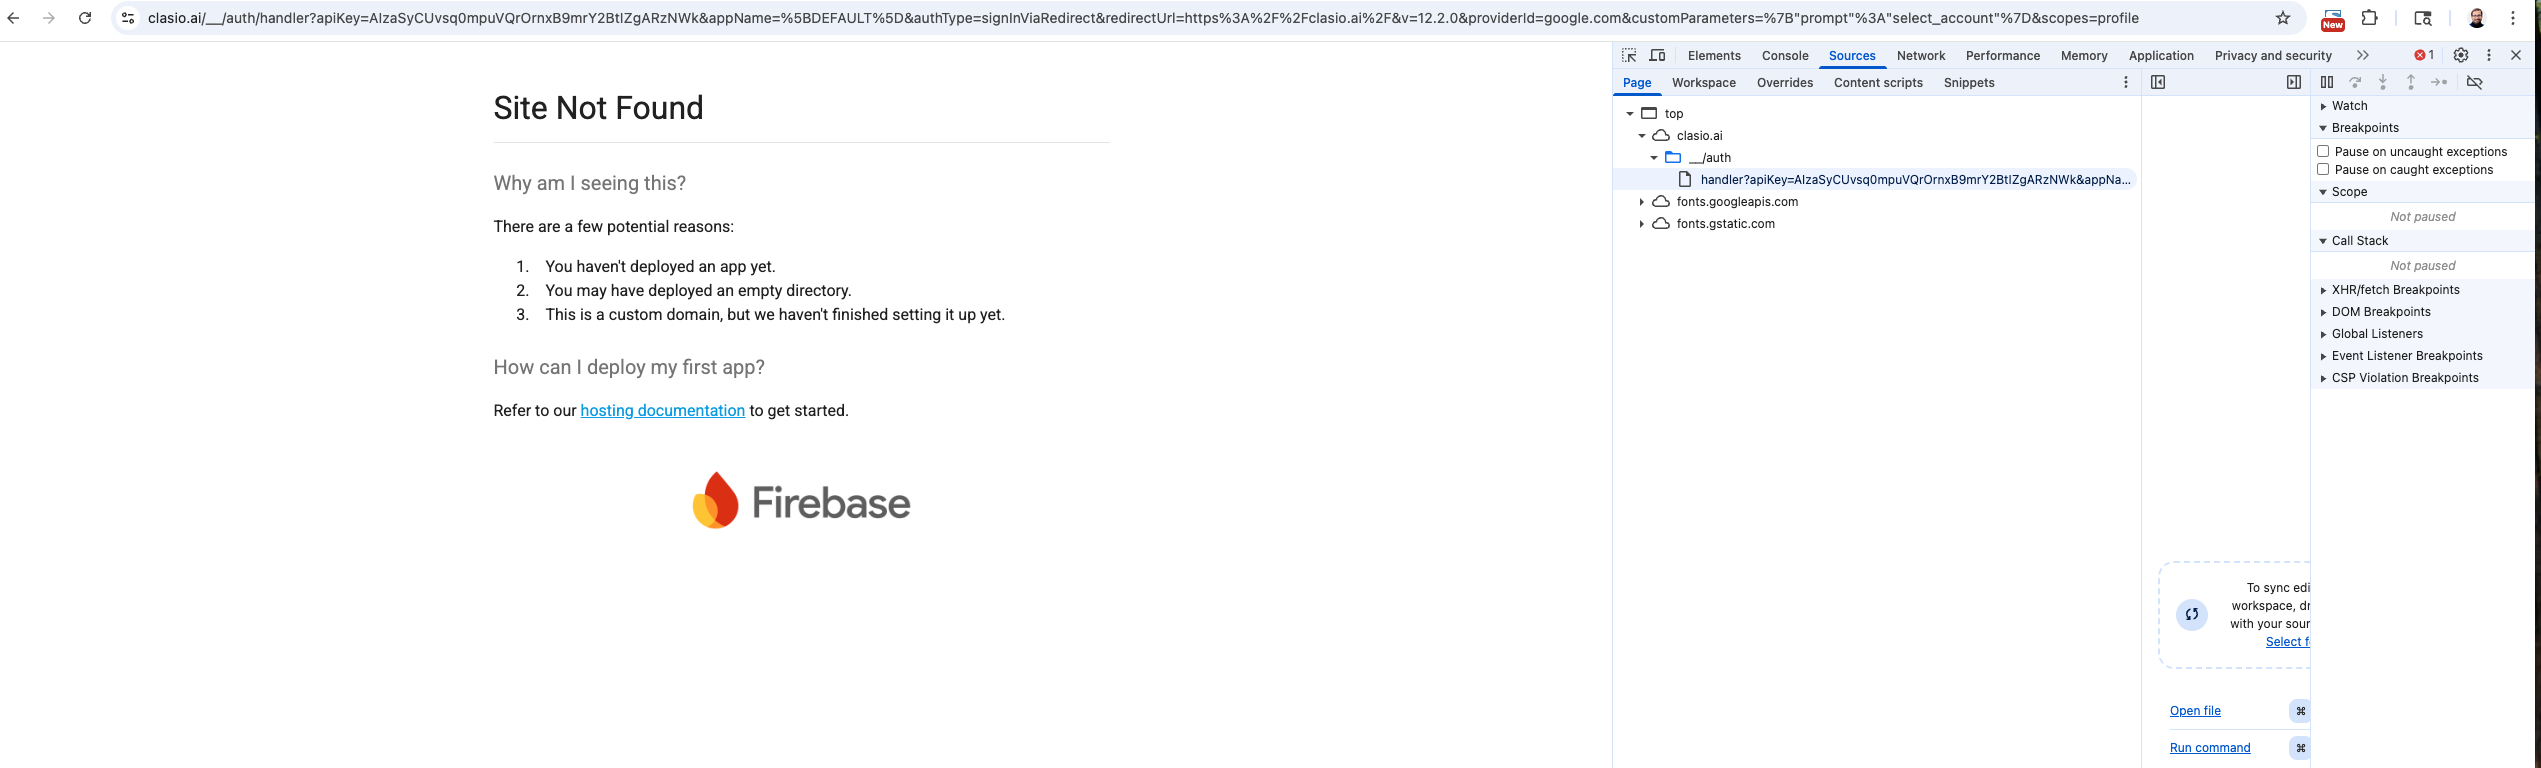 clasio.ai/__/auth/handler?apiKey=AIzaSyCUvsq0mpuVQrOrnxB9mrY2BtIZgARzNWk&appName=%5BDEFAULT%5D&authType=signInViaRedirect&redirectUrl=https%3A%2F%2Fclasio.ai%2F&v=12.2.0&providerId=google.com&customParameters=%7B"prompt"%3A"select_account"%7D&scopes=profile
New
Elements Console Sources Network Performance Memory Application Privacy and security 1
Page Workspace Overrides Content scripts Snippets
top
clasio.ai
__/auth
handler?apiKey=AIzaSyCUvsq0mpuVQrOrnxB9mrY2BtIZgARzNWk&appNa...
fonts.googleapis.com
fonts.gstatic.com
Site Not Found
Why am I seeing this?
There are a few potential reasons:
1. You haven't deployed an app yet.
2. You may have deployed an empty directory.
3. This is a custom domain, but we haven't finished setting it up yet.
How can I deploy my first app?
Refer to our hosting documentation to get started.
Firebase
To sync edi
workspace, dr
with your sour
Select f
Open file ⌘
Run command ⌘
Watch
Breakpoints
Pause on uncaught exceptions
Pause on caught exceptions
Scope
Not paused
Call Stack
Not paused
XHR/fetch Breakpoints
DOM Breakpoints
Global Listeners
Event Listener Breakpoints
CSP Violation Breakpoints